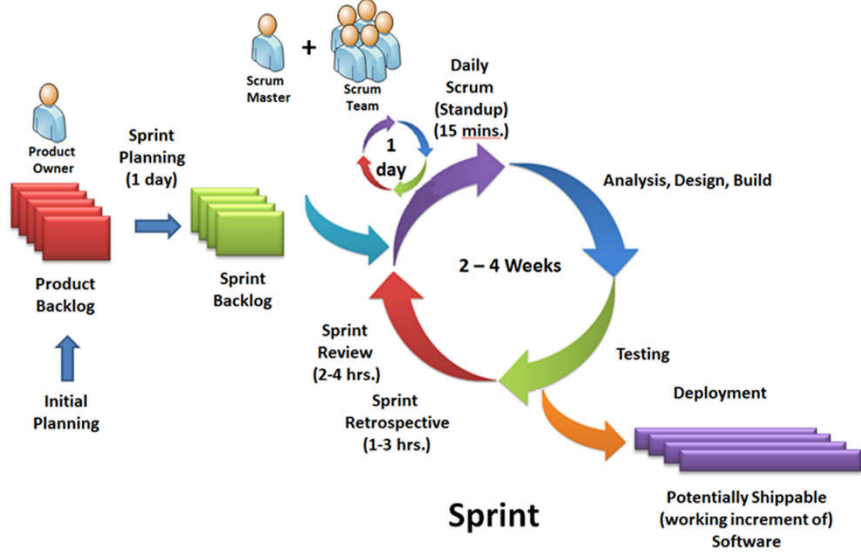 Scrum
Master
+
Scrum
Team
Daily
Scrum
(Standup)
(15 mins.)
Product
Owner
Sprint
Planning
(1 day)
1
day
Analysis, Design, Build
2 – 4 Weeks
Product
Backlog
Sprint
Backlog
Initial
Planning
Sprint
Review
(2-4 hrs.)
Sprint
Retrospective
(1-3 hrs.)
Testing
Deployment
Potentially Shippable
(working increment of)
Software
Sprint